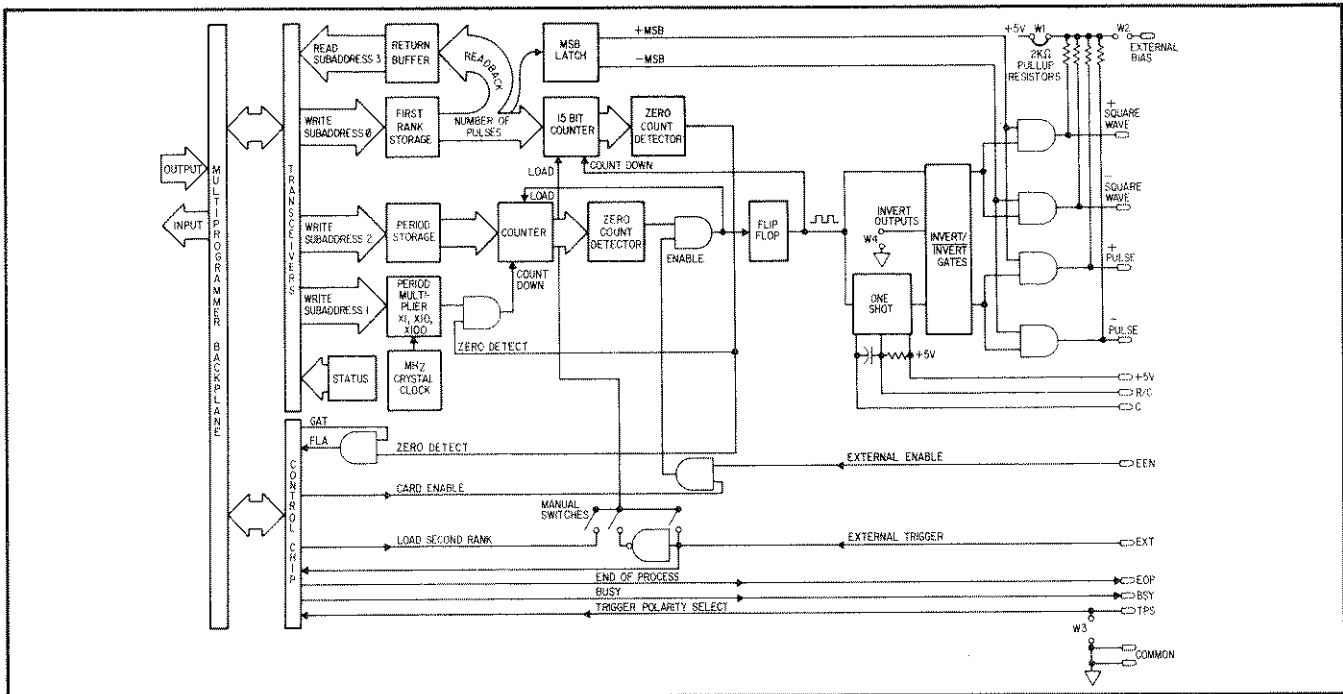 OUTPUT
INPUT
MULTIPROGRAMMER BACKPLANE
TRANSCEIVERS
CONTROL CHIP
READ
SUBADDRESS 3
RETURN
BUFFER
READBACK
WRITE
SUBADDRESS 0
FIRST
RANK
STORAGE
NUMBER OF
PULSES
MSB
LATCH
+MSB
-MSB
15 BIT
COUNTER
ZERO
COUNT
DETECTOR
LOAD
COUNT DOWN
WRITE
SUBADDRESS 2
PERIOD
STORAGE
LOAD
COUNTER
ZERO
COUNT
DETECTOR
ENABLE
FLIP
FLOP
COUNT
DOWN
WRITE
SUBADDRESS 1
PERIOD
MULTI-
PLIER
X1, X10,
X100
ZERO DETECT
STATUS
MHZ
CRYSTAL
CLOCK
INVERT
OUTPUTS
W4
INVERT/
INVERT
GATES
ONE
SHOT
+5V
+5V
W1
W2
2KΩ
PULLUP
RESISTORS
EXTERNAL
BIAS
+
SQUARE
WAVE
-
SQUARE
WAVE
+
PULSE
-
PULSE
+5V
R/C
C
GAT
FLA
ZERO DETECT
EXTERNAL ENABLE
EEN
CARD ENABLE
MANUAL
SWITCHES
LOAD SECOND RANK
EXTERNAL TRIGGER
EXT
END OF PROCESS
EOP
BUSY
BSY
TRIGGER POLARITY SELECT
TPS
W3
COMMON